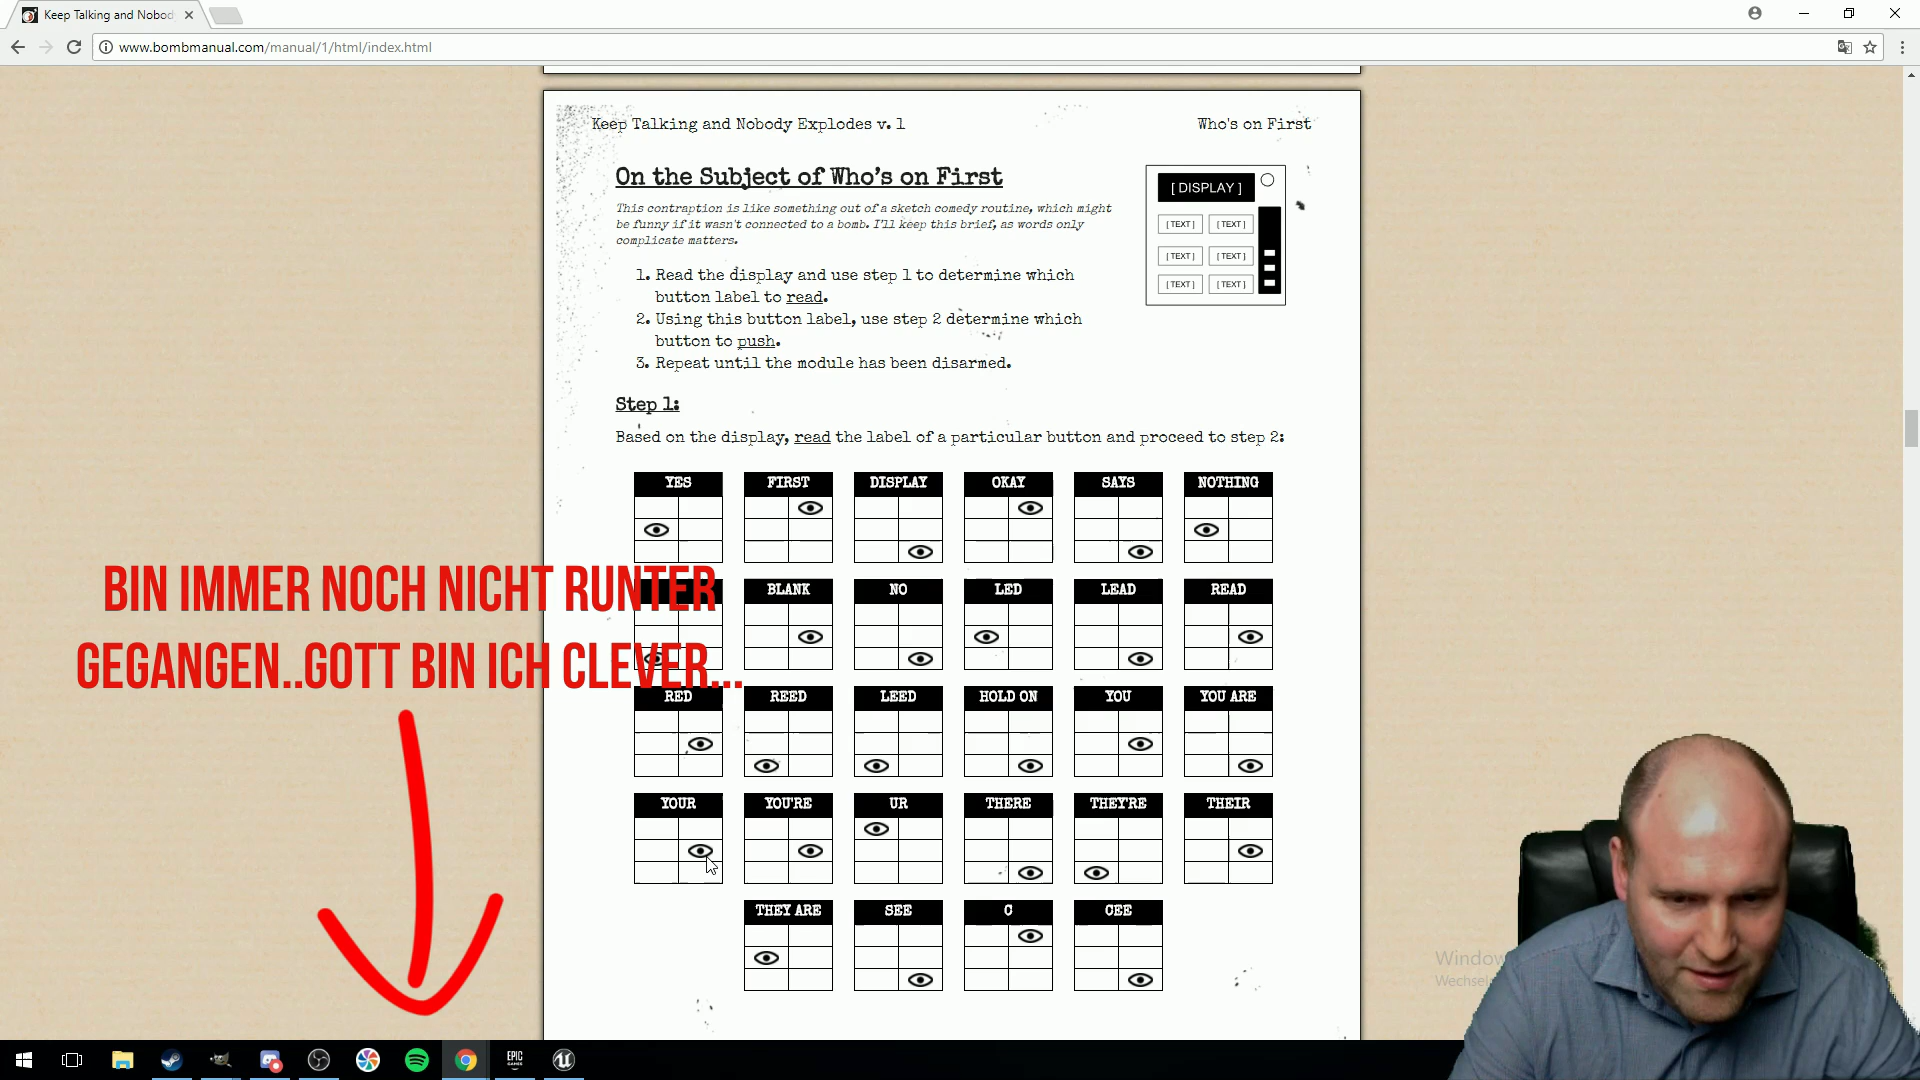 Keep Talking and Nobod
www.bombmanual.com/manual/1/html/index.html
Keep Talking and Nobody Explodes v. 1
Who's on First
On the Subject of Who's on First
This contraption is like something out of a sketch comedy routine, which might
be funny if it wasn't connected to a bomb. I'll keep this brief, as words only
complicate matters.
[ DISPLAY ]
[ TEXT ] [ TEXT ]
[ TEXT ] [ TEXT ]
[ TEXT ] [ TEXT ]
1. Read the display and use step 1 to determine which
button label to read.
2. Using this button label, use step 2 determine which
button to push.
3. Repeat until the module has been disarmed.
Step 1:
Based on the display, read the label of a particular button and proceed to step 2:
YES FIRST DISPLAY OKAY SAYS NOTHING
BLANK NO LED LEAD READ
RED REED LEED HOLD ON YOU YOU ARE
YOUR YOU'RE UR THERE THEY'RE THEIR
THEY ARE SEE C CEE
BIN IMMER NOCH NICHT RUNTER
GEGANGEN..GOTT BIN ICH CLEVER...
Window
Wechsel
EPIC
GAMES